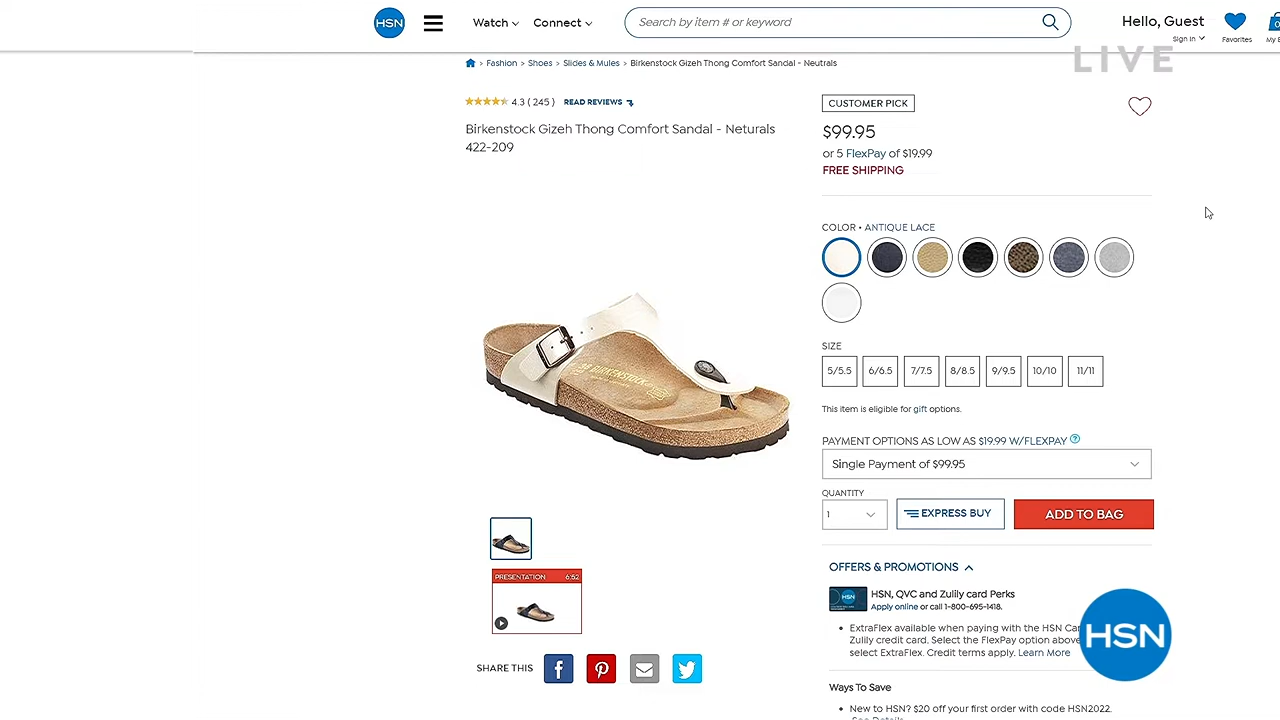 HSN
Watch
Connect
Search by item # or keyword
Hello, Guest
Sign In
Favorites
0
LIVE
> Fashion > Shoes > Slides & Mules > Birkenstock Gizeh Thong Comfort Sandal - Neutrals
4.3 ( 245 ) READ REVIEWS
Birkenstock Gizeh Thong Comfort Sandal - Neturals
422-209
CUSTOMER PICK
$99.95
or 5 FlexPay of $19.99
FREE SHIPPING
COLOR • ANTIQUE LACE
SIZE
5/5.5 6/6.5 7/7.5 8/8.5 9/9.5 10/10 11/11
This item is eligible for gift options.
PAYMENT OPTIONS AS LOW AS $19.99 W/FLEXPAY ?
Single Payment of $99.95
QUANTITY
1
EXPRESS BUY
ADD TO BAG
BIRKENSTOCK
PRESENTATION 6:52
SHARE THIS
OFFERS & PROMOTIONS
HSN
HSN, QVC and Zulily card Perks
Apply online or call 1-800-695-1418.
• ExtraFlex available when paying with the HSN
Zulily credit card. Select the FlexPay option above
select ExtraFlex. Credit terms apply. Learn More
HSN
Ways To Save
• New to HSN? $20 off your first order with code HSN2022.
See Details